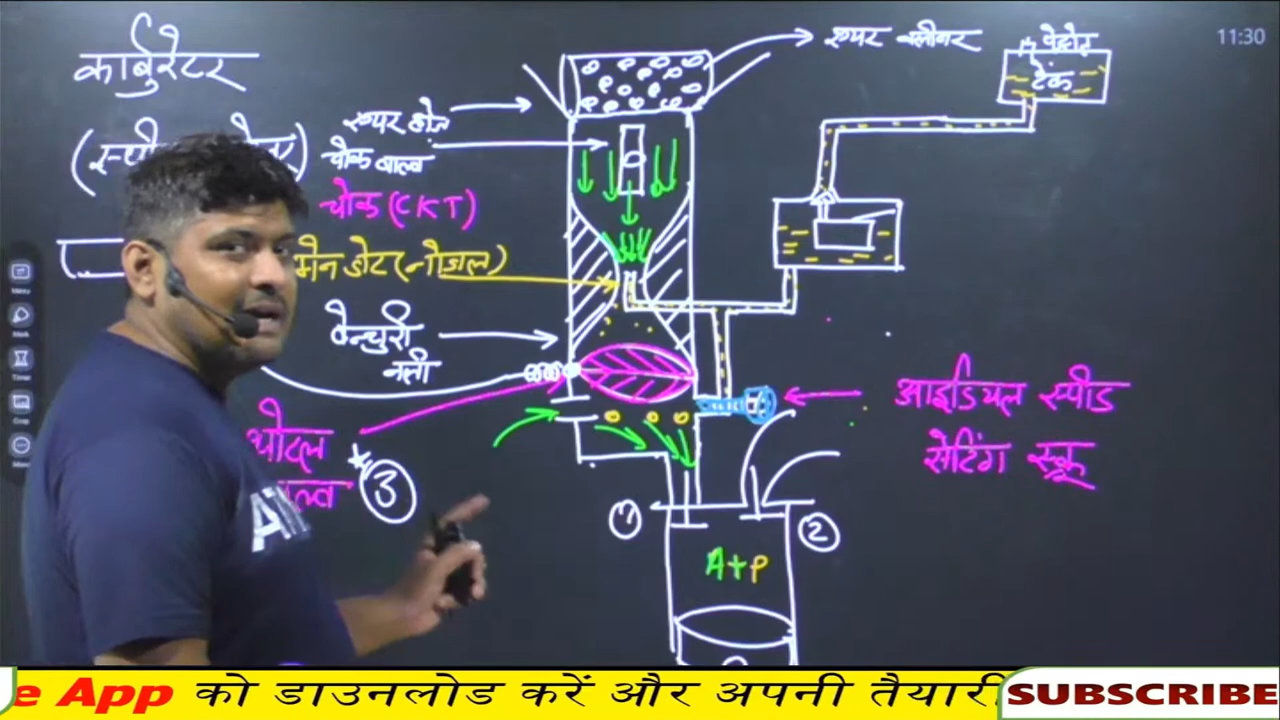 कार्बुरेटर
एयर क्लीनर
पेट्रोल
टैंक
11:30
एयर होर्न
चोक वाल्व
चोक (CKT)
मेन जेट (नोजल)
वेन्चुरी
नली
थ्रोटल
3
आइडियल स्पीड
सेटिंग स्क्रू
1
2
A+P
e App को डाउनलोड करें और अपनी तैयारी
SUBSCRIBE